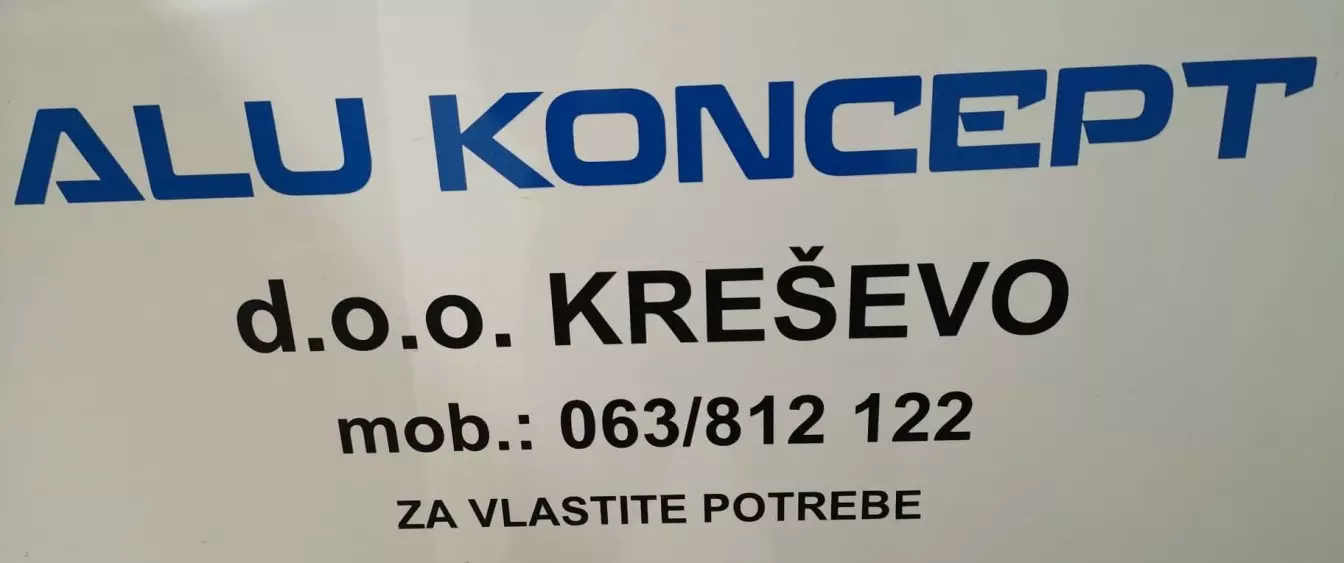 ALU KONCEPT
d.o.o. KREŠEVO
mob.: 063/812 122
ZA VLASTITE POTREBE